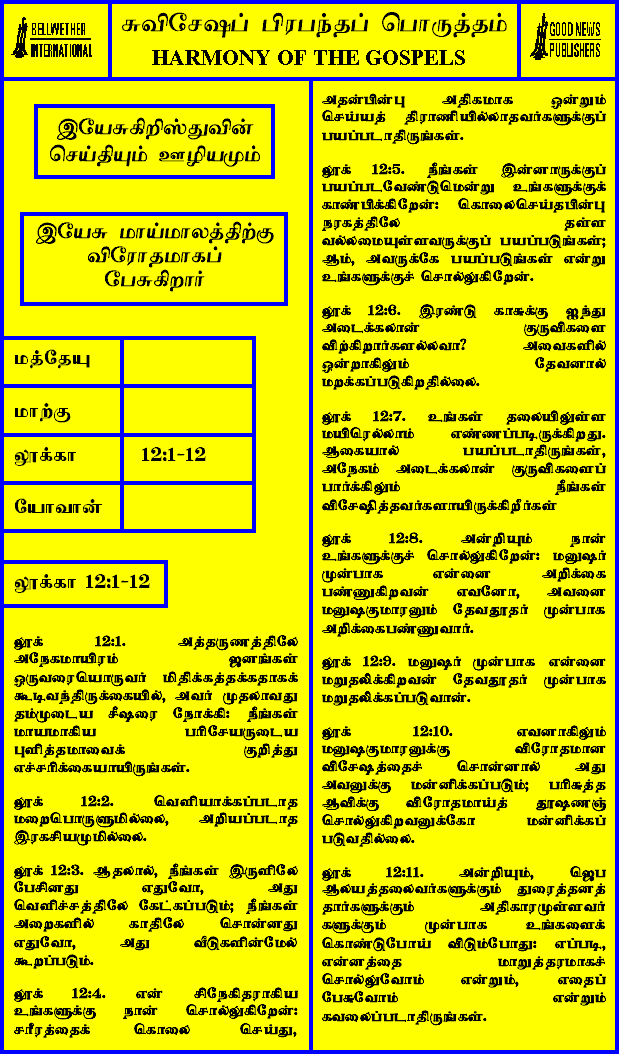 BELLWETHER
INTERNATIONAL
சுவிசேஷப் பிரபந்தப் பொருத்தம்
HARMONY OF THE GOSPELS
GOOD NEWS
PUBLISHERS
இயேசுகிறிஸ்துவின்
செய்தியும் ஊழியமும்
இயேசு மாய்மாலத்திற்கு
விரோதமாகப்
பேசுகிறார்
மத்தேயு
மாற்கு
லூக்கா 12:1-12
யோவான்
லூக்கா 12:1-12
லூக் 12:1. அத்தருணத்திலே
அநேகமாயிரம் ஜனங்கள்
ஒருவரையொருவர் மிதிக்கத்தக்கதாகக்
கூடிவந்திருக்கையில், அவர் முதலாவது
தம்முடைய சீஷரை நோக்கி: நீங்கள்
மாயமாகிய பரிசேயருடைய
புளித்தமாவைக் குறித்து
எச்சரிக்கையாயிருங்கள்.
லூக் 12:2. வெளியாக்கப்படாத
மறைபொருளுமில்லை, அறியப்படாத
இரகசியமுமில்லை.
லூக் 12:3. ஆதலால், நீங்கள் இருளிலே
பேசினது எதுவோ, அது
வெளிச்சத்திலே கேட்கப்படும்; நீங்கள்
அறைகளில் காதிலே சொன்னது
எதுவோ, அது வீடுகளின்மேல்
கூறப்படும்.
லூக் 12:4. என் சிநேகிதராகிய
உங்களுக்கு நான் சொல்லுகிறேன்:
சரீரத்தைக் கொலை செய்து,
அதன்பின்பு அதிகமாக ஒன்றும்
செய்யத் திராணியில்லாதவர்களுக்குப்
பயப்படாதிருங்கள்.
லூக் 12:5. நீங்கள் இன்னாருக்குப்
பயப்படவேண்டுமென்று உங்களுக்குக்
காண்பிக்கிறேன்: கொலைசெய்தபின்பு
நரகத்திலே தள்ள
வல்லமையுள்ளவருக்குப் பயப்படுங்கள்;
ஆம், அவருக்கே பயப்படுங்கள் என்று
உங்களுக்குச் சொல்லுகிறேன்.
லூக் 12:6. இரண்டு காசுக்கு ஐந்து
அடைக்கலான் குருவிகளை
விற்கிறார்களல்லவா? அவைகளில்
ஒன்றாகிலும் தேவனால்
மறக்கப்படுகிறதில்லை.
லூக் 12:7. உங்கள் தலையிலுள்ள
மயிரெல்லாம் எண்ணப்படிருக்கிறது.
ஆகையால் பயப்படாதிருங்கள்,
அநேகம் அடைக்கலான் குருவிகளைப்
பார்க்கிலும் நீங்கள்
விசேஷித்தவர்களாயிருக்கிறீர்கள்
லூக் 12:8. அன்றியும் நான்
உங்களுக்குச் சொல்லுகிறேன்: மனுஷர்
முன்பாக என்னை அறிக்கை
பண்ணுகிறவன் எவனோ, அவனை
மனுஷகுமாரனும் தேவதூதர் முன்பாக
அறிக்கைபண்ணுவார்.
லூக் 12:9. மனுஷர் முன்பாக என்னை
மறுதலிக்கிறவன் தேவதூதர் முன்பாக
மறுதலிக்கப்படுவான்.
லூக் 12:10. எவனாகிலும்
மனுஷகுமாரனுக்கு விரோதமான
விசேஷத்தைச் சொன்னால் அது
அவனுக்கு மன்னிக்கப்படும்; பரிசுத்த
ஆவிக்கு விரோதமாய்த் தூஷணஞ்
சொல்லுகிறவனுக்கோ மன்னிக்கப்
படுவதில்லை.
லூக் 12:11. அன்றியும், ஜெப
ஆலயத்தலைவர்களுக்கும் துரைத்தனத்
தார்களுக்கும் அதிகாரமுள்ளவர்
களுக்கும் முன்பாக உங்களைக்
கொண்டுபோய் விடும்போது: எப்படி,
என்னத்தை மாறுத்தரமாகச்
சொல்லுவோம் என்றும், எதைப்
பேசுவோம் என்றும்
கவலைப்படாதிருங்கள்.